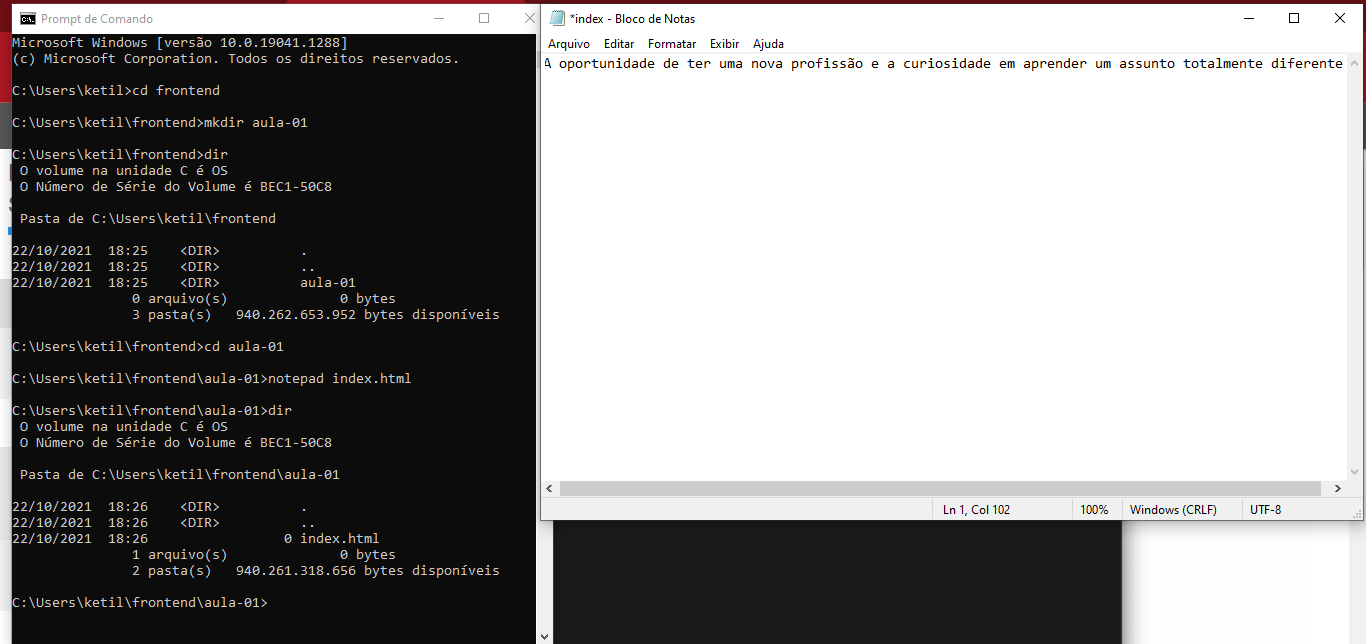 Prompt de Comando
Microsoft Windows [versão 10.0.19041.1288]
(c) Microsoft Corporation. Todos os direitos reservados.
C:\Users\ketil>cd frontend
C:\Users\ketil\frontend>mkdir aula-01
C:\Users\ketil\frontend>dir
O volume na unidade C é OS
O Número de Série do Volume é BEC1-50C8
Pasta de C:\Users\ketil\frontend
22/10/2021  18:25    <DIR>          .
22/10/2021  18:25    <DIR>          ..
22/10/2021  18:25    <DIR>          aula-01
0 arquivo(s)              0 bytes
3 pasta(s)   940.262.653.952 bytes disponíveis
C:\Users\ketil\frontend>cd aula-01
C:\Users\ketil\frontend\aula-01>notepad index.html
C:\Users\ketil\frontend\aula-01>dir
O volume na unidade C é OS
O Número de Série do Volume é BEC1-50C8
Pasta de C:\Users\ketil\frontend\aula-01
22/10/2021  18:26    <DIR>          .
22/10/2021  18:26    <DIR>          ..
22/10/2021  18:26                 0 index.html
1 arquivo(s)              0 bytes
2 pasta(s)   940.261.318.656 bytes disponíveis
C:\Users\ketil\frontend\aula-01>
*index - Bloco de Notas
Arquivo Editar Formatar Exibir Ajuda
A oportunidade de ter uma nova profissão e a curiosidade em aprender um assunto totalmente diferente
Ln 1, Col 102 100% Windows (CRLF) UTF-8